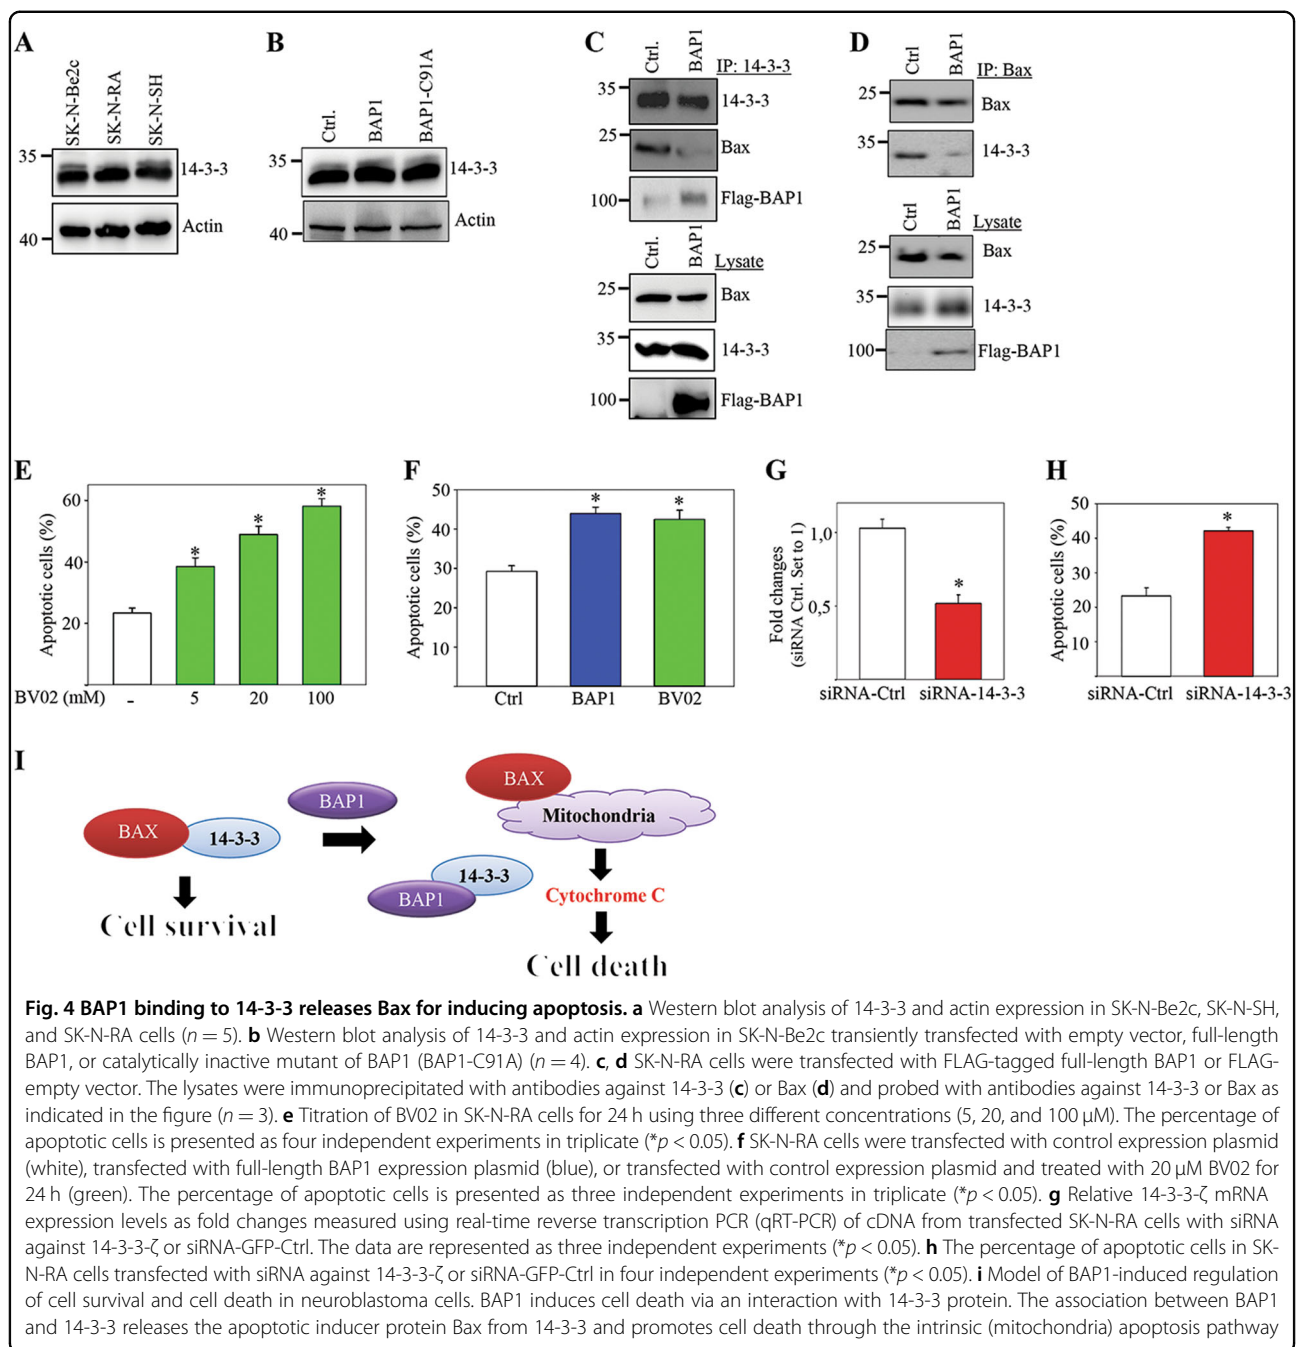 A
SK-N-Be2c
SK-N-RA
SK-N-SH
35
14-3-3
Actin
40
B
Ctrl.
BAP1
BAP1-C91A
35
14-3-3
Actin
40
C
Ctrl.
BAP1
IP: 14-3-3
35
14-3-3
25
Bax
100
Flag-BAP1
Ctrl.
BAP1
Lysate
25
Bax
35
14-3-3
100
Flag-BAP1
D
Ctrl
BAP1
IP: Bax
25
Bax
35
14-3-3
Ctrl
BAP1
Lysate
25
Bax
35
14-3-3
100
Flag-BAP1
E
Apoptotic cells (%)
60
40
20
* * *
BV02 (mM) - 5 20 100
F
Apoptotic cells (%)
50
40
30
20
10
* *
Ctrl BAP1 BV02
G
Fold changes
(siRNA Ctrl. Set to 1)
1,0
0,5
*
siRNA-Ctrl siRNA-14-3-3
H
Apoptotic cells (%)
50
40
30
20
10
0
*
siRNA-Ctrl siRNA-14-3-3
I
BAX
14-3-3
Cell survival
BAP1
BAX
Mitochondria
14-3-3
BAP1
Cytochrome C
Cell death
Fig. 4 BAP1 binding to 14-3-3 releases Bax for inducing apoptosis. a Western blot analysis of 14-3-3 and actin expression in SK-N-Be2c, SK-N-SH,
and SK-N-RA cells (n = 5). b Western blot analysis of 14-3-3 and actin expression in SK-N-Be2c transiently transfected with empty vector, full-length
BAP1, or catalytically inactive mutant of BAP1 (BAP1-C91A) (n = 4). c, d SK-N-RA cells were transfected with FLAG-tagged full-length BAP1 or FLAG-
empty vector. The lysates were immunoprecipitated with antibodies against 14-3-3 (c) or Bax (d) and probed with antibodies against 14-3-3 or Bax as
indicated in the figure (n = 3). e Titration of BV02 in SK-N-RA cells for 24 h using three different concentrations (5, 20, and 100 µM). The percentage of
apoptotic cells is presented as four independent experiments in triplicate (*p < 0.05). f SK-N-RA cells were transfected with control expression plasmid
(white), transfected with full-length BAP1 expression plasmid (blue), or transfected with control expression plasmid and treated with 20 µM BV02 for
24 h (green). The percentage of apoptotic cells is presented as three independent experiments in triplicate (*p < 0.05). g Relative 14-3-3-ζ mRNA
expression levels as fold changes measured using real-time reverse transcription PCR (qRT-PCR) of cDNA from transfected SK-N-RA cells with siRNA
against 14-3-3-ζ or siRNA-GFP-Ctrl. The data are represented as three independent experiments (*p < 0.05). h The percentage of apoptotic cells in SK-
N-RA cells transfected with siRNA against 14-3-3-ζ or siRNA-GFP-Ctrl in four independent experiments (*p < 0.05). i Model of BAP1-induced regulation
of cell survival and cell death in neuroblastoma cells. BAP1 induces cell death via an interaction with 14-3-3 protein. The association between BAP1
and 14-3-3 releases the apoptotic inducer protein Bax from 14-3-3 and promotes cell death through the intrinsic (mitochondria) apoptosis pathway